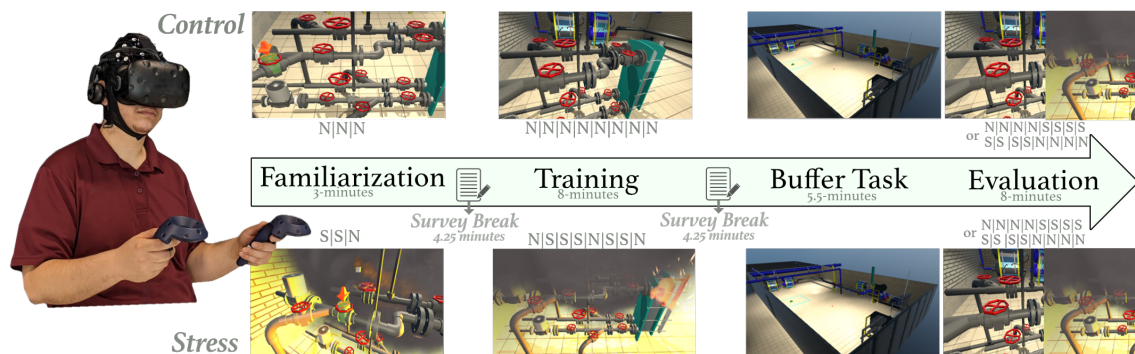 Control
N|N|N
N|N|N|N|N|N|N|N
or N|N|N|N|S|S|S|S
S|S |S|S|N|N|N|N
Familiarization
3-minutes
Survey Break
4.25 minutes
Training
8-minutes
Survey Break
4.25 minutes
Buffer Task
5.5-minutes
Evaluation
8-minutes
S|S|N
N|S|S|S|N|S|S|N
or N|N|N|N|S|S|S|S
S|S |S|S|N|N|N|N
Stress